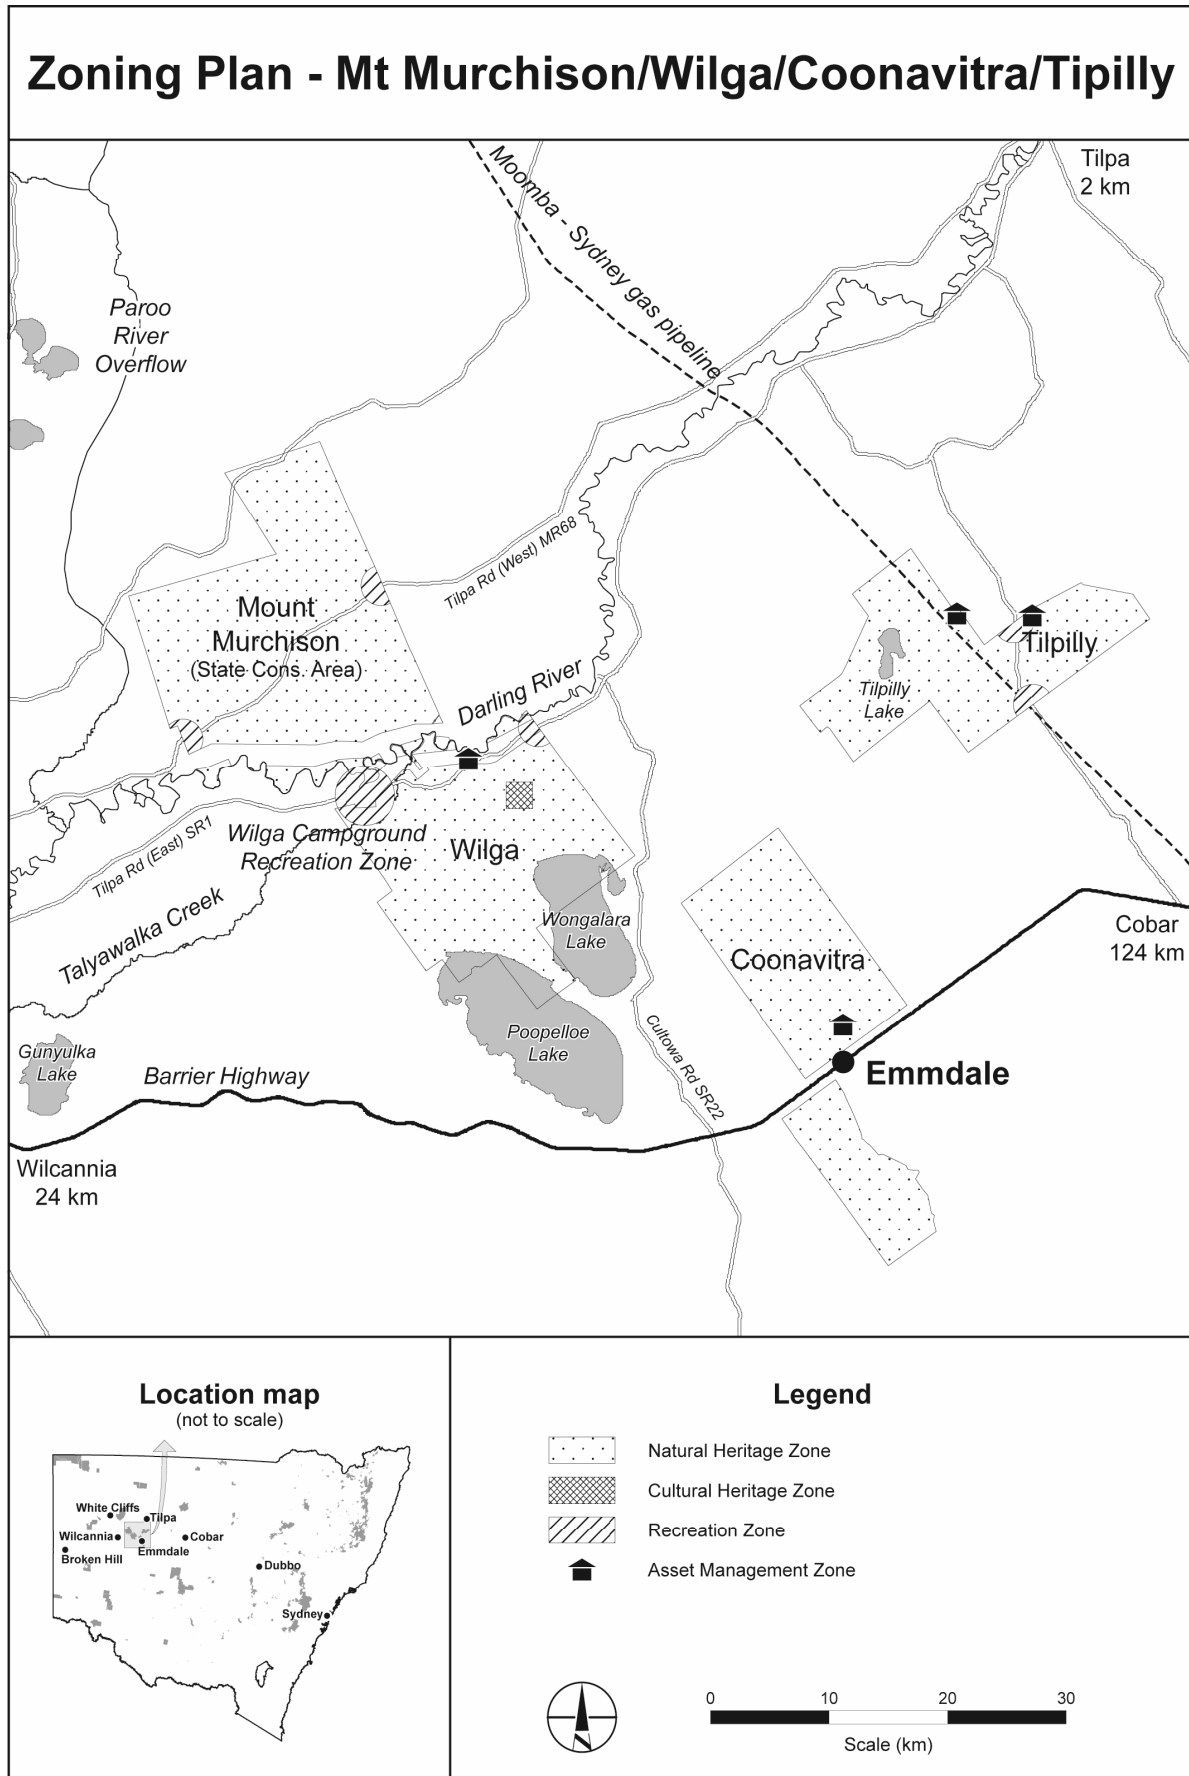 Zoning Plan - Mt Murchison/Wilga/Coonavitra/Tipilly
Tilpa
2 km
Moomba - Sydney gas pipeline
Paroo
River
Overflow
Tilpa Rd (West) MR68
Mount
Murchison
(State Cons. Area)
Tilpilly
Tilpilly
Lake
Darling River
Wilga Campground
Recreation Zone
Wilga
Tilpa Rd (East) SR1
Talyawalka Creek
Wongalara
Lake
Cobar
124 km
Coonavitra
Poopelloe
Lake
Cultowa Rd SR22
Gunyulka
Lake
Barrier Highway
Emmdale
Wilcannia
24 km
Location map
(not to scale)
White Cliffs
Tilpa
Wilcannia
Cobar
Emmdale
Broken Hill
Dubbo
Sydney
Legend
Natural Heritage Zone
Cultural Heritage Zone
Recreation Zone
Asset Management Zone
N
0 10 20 30
Scale (km)